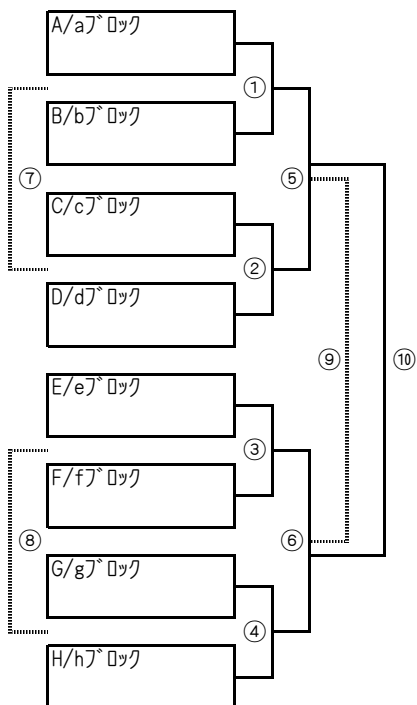 A/aブロック
①
B/bブロック
⑦
⑤
C/cブロック
②
D/dブロック
⑨
⑩
E/eブロック
③
F/fブロック
⑧
⑥
G/gブロック
④
H/hブロック